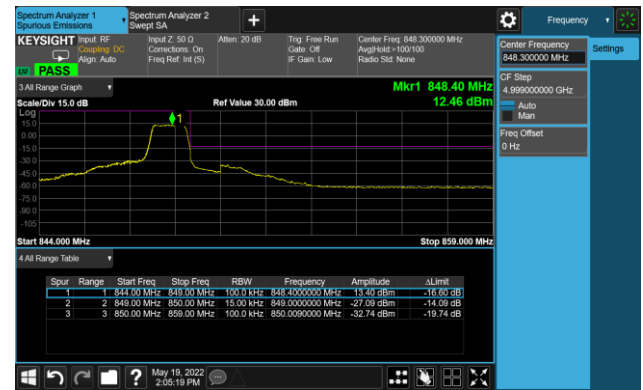 Spectrum Analyzer 1
Spurious Emissions
Spectrum Analyzer 2
Swept SA
Frequency
KEYSIGHT
Input: RF
Coupling: DC
Align: Auto
Input Z: 50 Ω
Corrections: On
Freq Ref: Int (S)
Atten: 20 dB
Trig: Free Run
Gate: Off
IF Gain: Low
Center Freq: 848.300000 MHz
Avg|Hold:>100/100
Radio Std: None
PASS
Center Frequency
848.300000 MHz
Settings
CF Step
4.999000000 GHz
Auto
Man
Freq Offset
0 Hz
3 All Range Graph
Mkr1 848.40 MHz
12.46 dBm
Scale/Div 15.0 dB
Ref Value 30.00 dBm
Log
15.0
0.00
-15.0
-30.0
-45.0
-60.0
-75.0
-90.0
-105
1
Start 844.000 MHz
Stop 859.000 MHz
4 All Range Table
Spur Range Start Freq Stop Freq RBW Frequency Amplitude ΔLimit
1 1 844.00 MHz 849.00 MHz 100.0 kHz 848.4000000 MHz 13.40 dBm -16.60 dB
2 2 849.00 MHz 850.00 MHz 15.00 kHz 849.0000000 MHz -27.09 dBm -14.09 dB
3 3 850.00 MHz 859.00 MHz 100.0 kHz 850.0090000 MHz -32.74 dBm -19.74 dB
May 19, 2022
2:05:19 PM